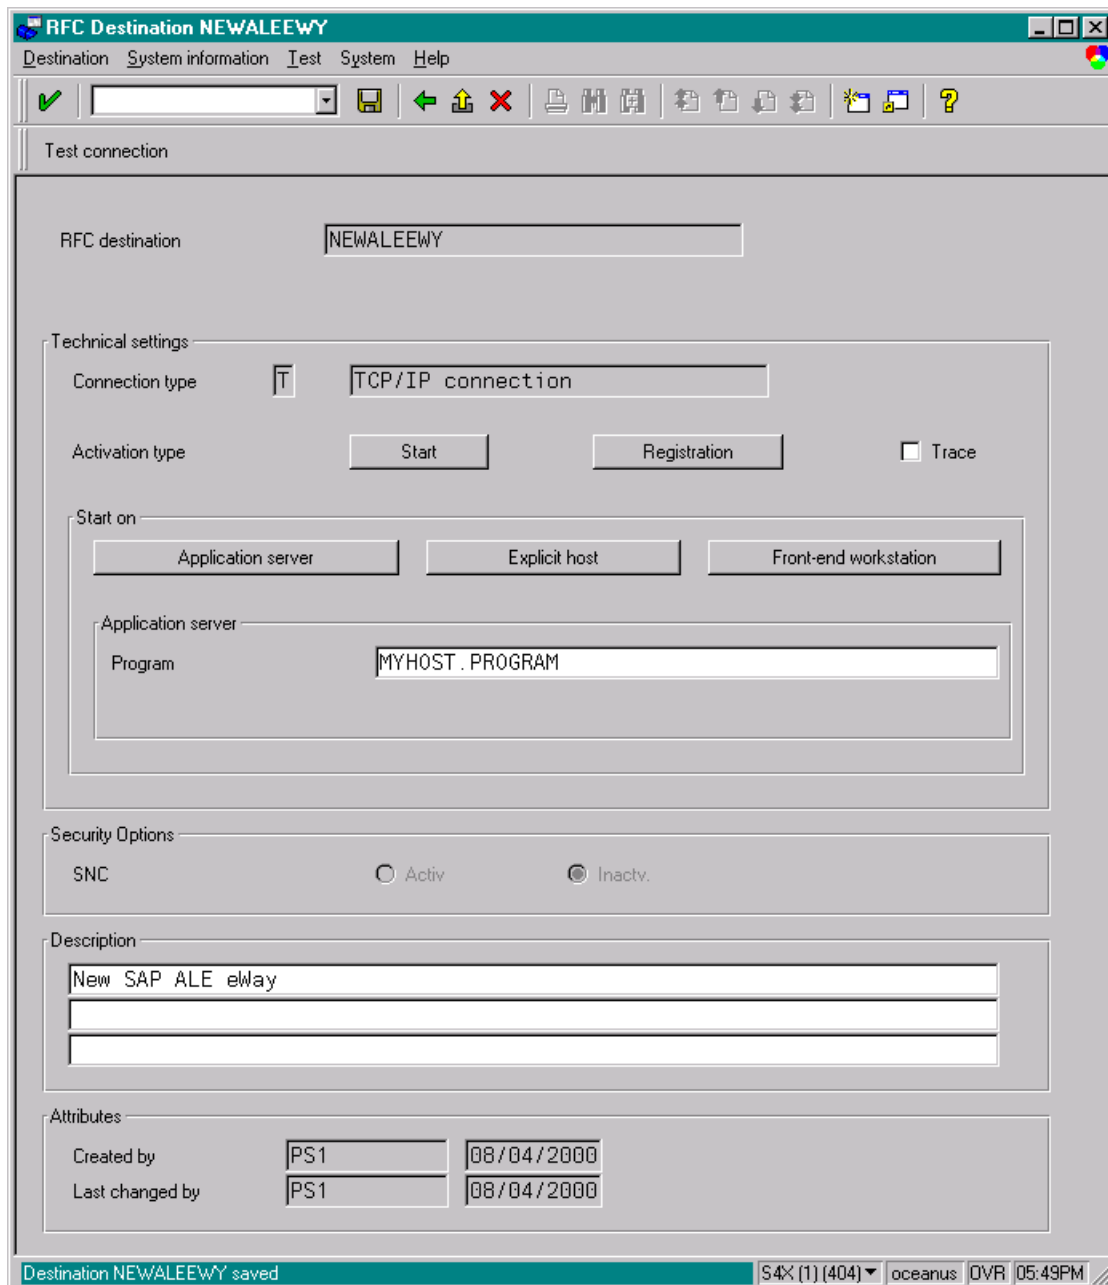 RFC Destination NEWALEEWY
Destination System information Test System Help
Test connection
RFC destination NEWALEEWY
Technical settings
Connection type T TCP/IP connection
Activation type Start Registration Trace
Start on
Application server Explicit host Front-end workstation
Application server
Program MYHOST.PROGRAM
Security Options
SNC Activ Inactv.
Description
New SAP ALE eWay
Attributes
Created by PS1 08/04/2000
Last changed by PS1 08/04/2000
Destination NEWALEEWY saved S4X (1) (404) oceanus OVR 05:49PM